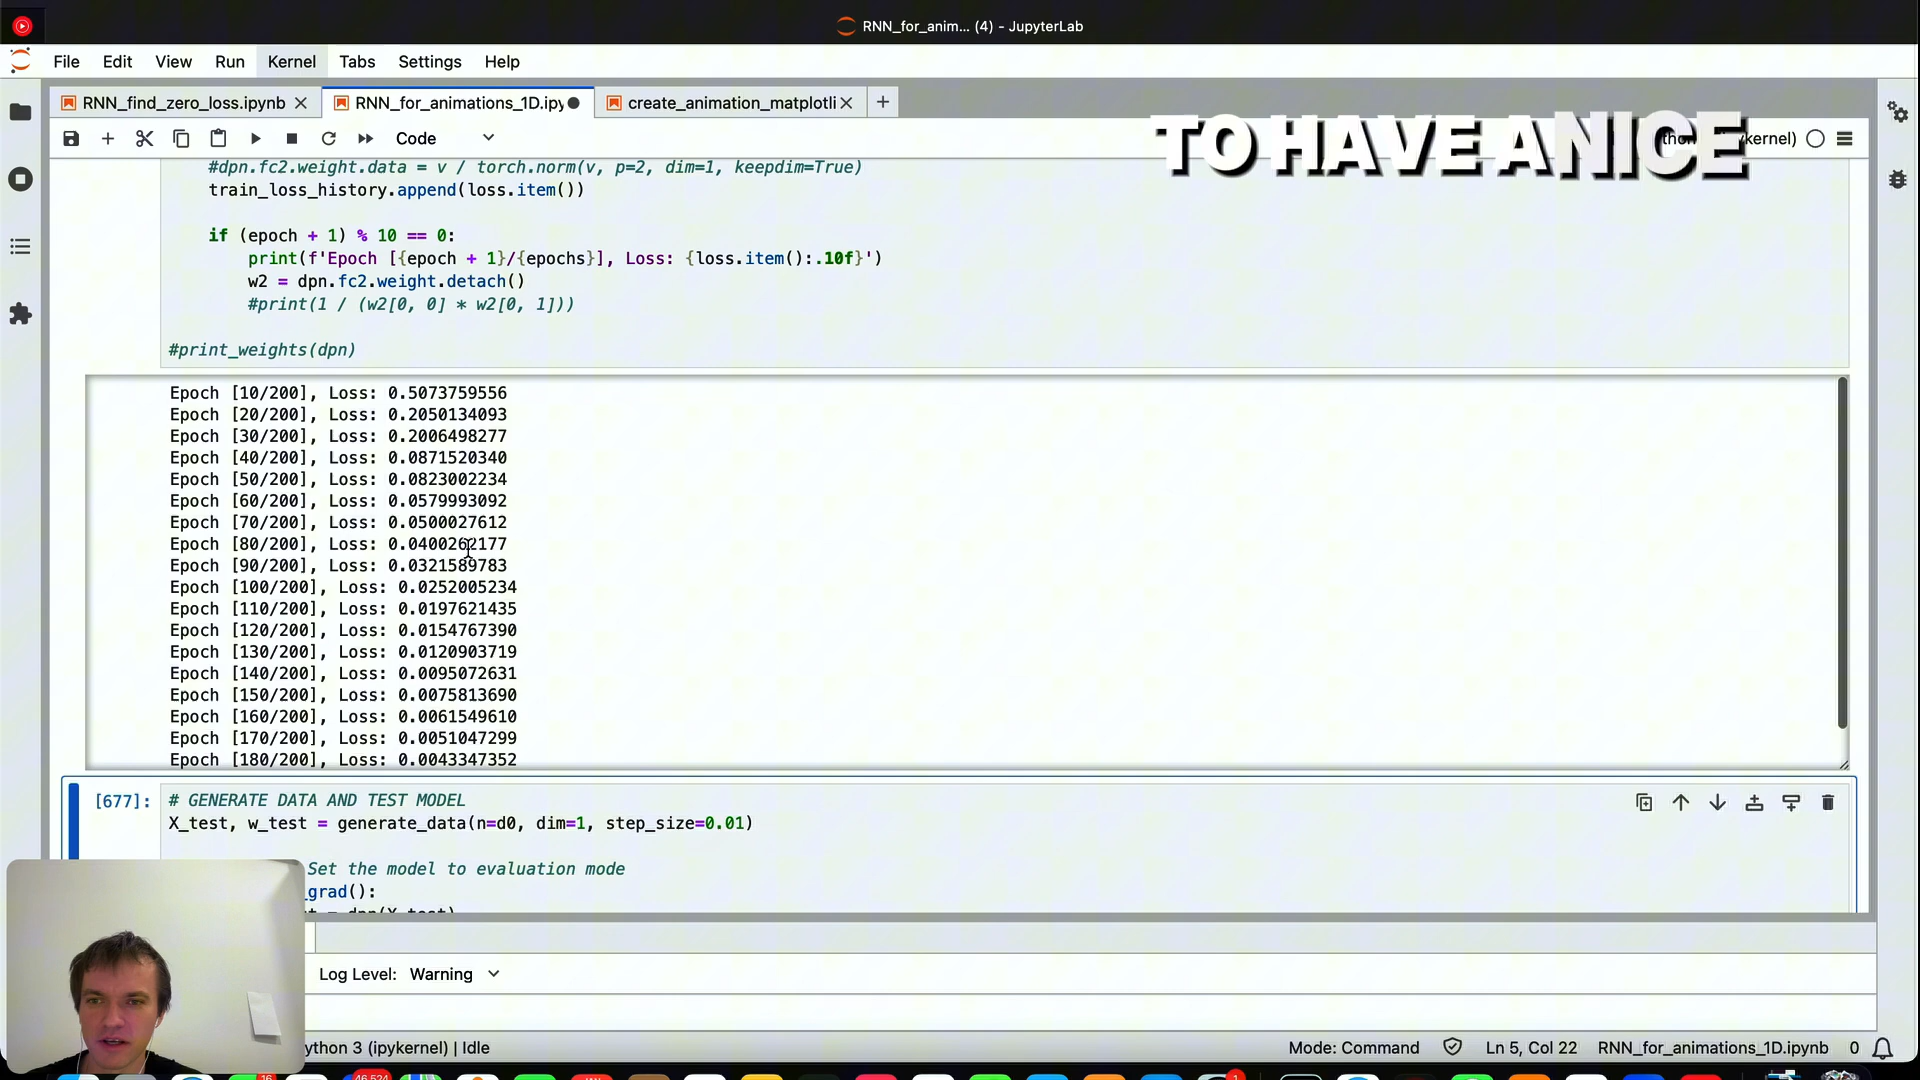 RNN_for_anim... (4) - JupyterLab
File Edit View Run Kernel Tabs Settings Help
RNN_find_zero_loss.ipynb RNN_for_animations_1D.ipy create_animation_matplotli
Code
TO HAVE A NICE
kernel)
#dpn.fc2.weight.data = v / torch.norm(v, p=2, dim=1, keepdim=True)
train_loss_history.append(loss.item())
if (epoch + 1) % 10 == 0:
print(f'Epoch [{epoch + 1}/{epochs}], Loss: {loss.item():.10f}')
w2 = dpn.fc2.weight.detach()
#print(1 / (w2[0, 0] * w2[0, 1]))
#print_weights(dpn)
Epoch [10/200], Loss: 0.5073759556
Epoch [20/200], Loss: 0.2050134093
Epoch [30/200], Loss: 0.2006498277
Epoch [40/200], Loss: 0.0871520340
Epoch [50/200], Loss: 0.0823002234
Epoch [60/200], Loss: 0.0579993092
Epoch [70/200], Loss: 0.0500027612
Epoch [80/200], Loss: 0.0400262177
Epoch [90/200], Loss: 0.0321589783
Epoch [100/200], Loss: 0.0252005234
Epoch [110/200], Loss: 0.0197621435
Epoch [120/200], Loss: 0.0154767390
Epoch [130/200], Loss: 0.0120903719
Epoch [140/200], Loss: 0.0095072631
Epoch [150/200], Loss: 0.0075813690
Epoch [160/200], Loss: 0.0061549610
Epoch [170/200], Loss: 0.0051047299
Epoch [180/200], Loss: 0.0043347352
[677]: # GENERATE DATA AND TEST MODEL
X_test, w_test = generate_data(n=d0, dim=1, step_size=0.01)
Set the model to evaluation mode
_grad():
Log Level: Warning
ython 3 (ipykernel) | Idle Mode: Command Ln 5, Col 22 RNN_for_animations_1D.ipynb 0